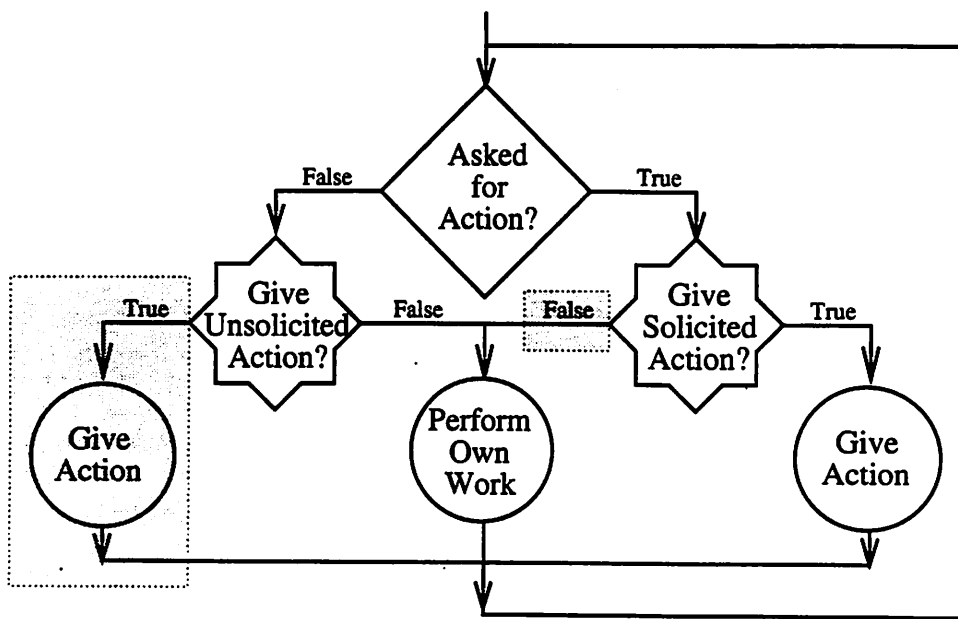 Asked
for
Action?
False
True
Give
Unsolicited
Action?
True
False
False
Give
Solicited
Action?
True
Give
Action
Perform
Own
Work
Give
Action